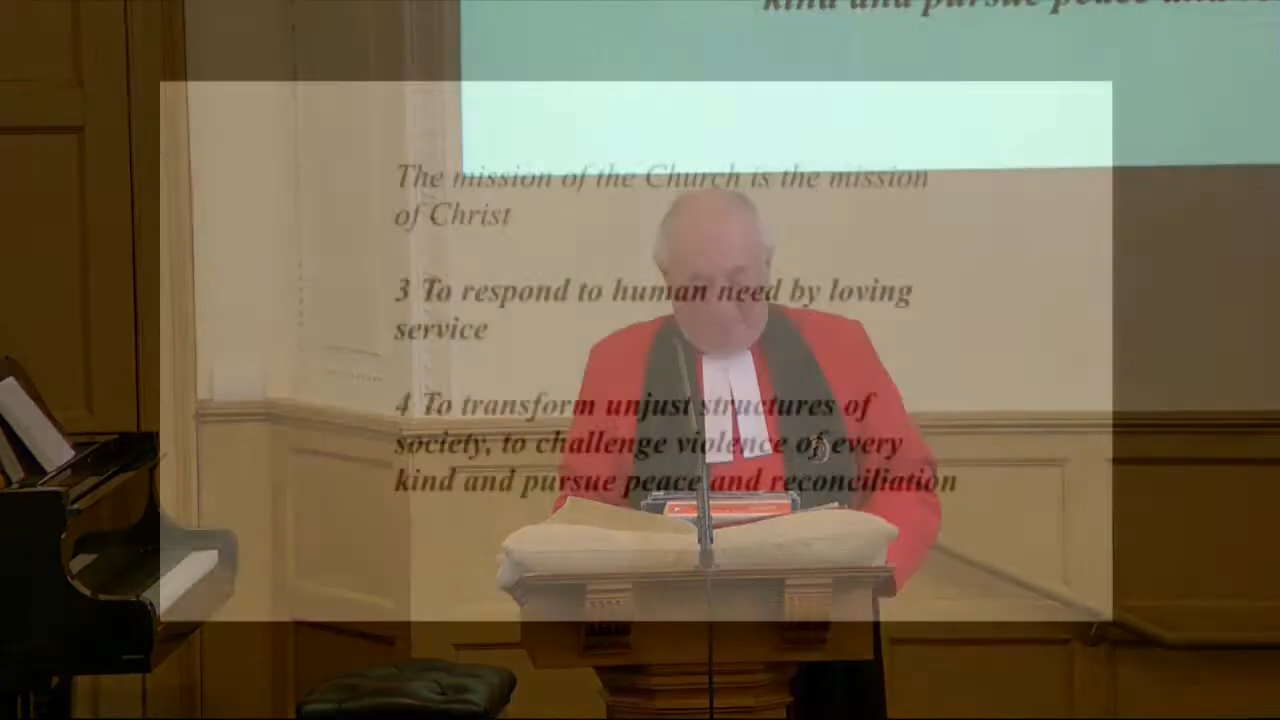 kind and pursue peace and
The mission of the Church is the mission
of Christ
3 To respond to human need by loving
service
4 To transform unjust structures of
society, to challenge violence of every
kind and pursue peace and reconciliation